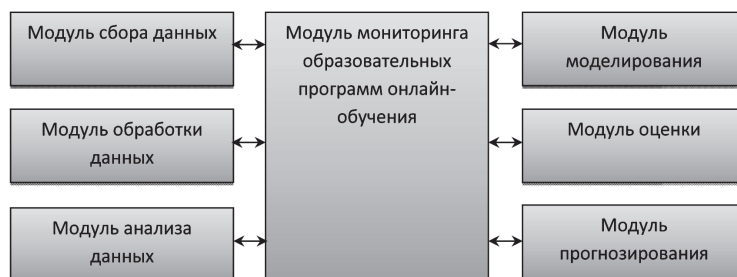 Модуль сбора данных
Модуль обработки
данных
Модуль анализа
данных
Модуль мониторинга
образовательных
программ онлайн-
обучения
Модуль
моделирования
Модуль оценки
Модуль
прогнозирования